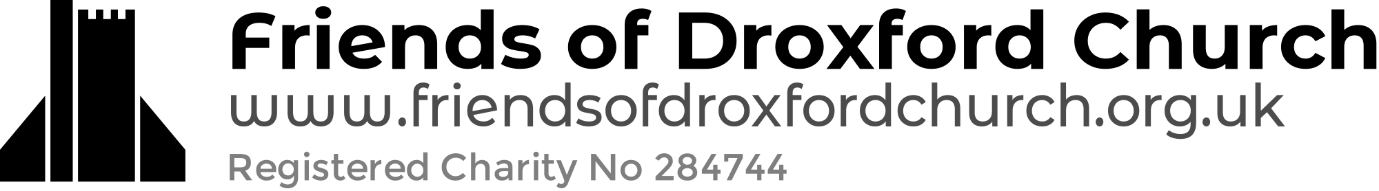 Friends of Droxford Church
www.friendsofdroxfordchurch.org.uk
Registered Charity No 284744